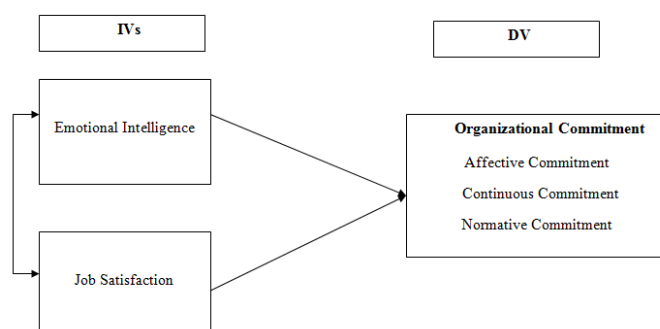 IVs
DV
Emotional Intelligence
Organizational Commitment
Affective Commitment
Continuous Commitment
Normative Commitment
Job Satisfaction